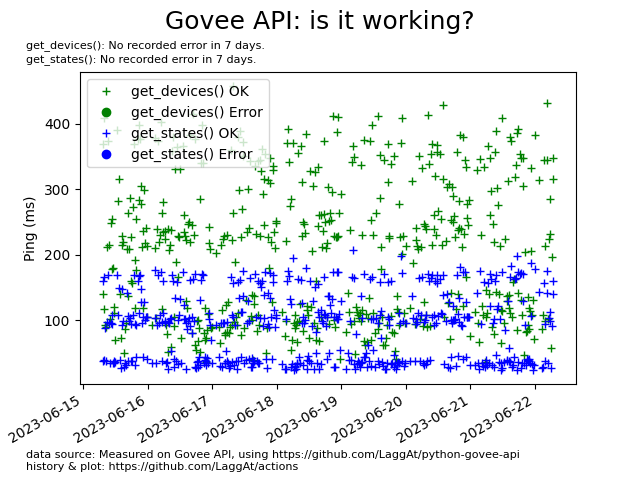 Govee API: is it working?
get_devices(): No recorded error in 7 days.
get_states(): No recorded error in 7 days.
get_devices() OK
get_devices() Error
get_states() OK
get_states() Error
400
300
200
100
Ping (ms)
2023-06-15
2023-06-16
2023-06-17
2023-06-18
2023-06-19
2023-06-20
2023-06-21
2023-06-22
data source: Measured on Govee API, using https://github.com/LaggAt/python-govee-api
history & plot: https://github.com/LaggAt/actions